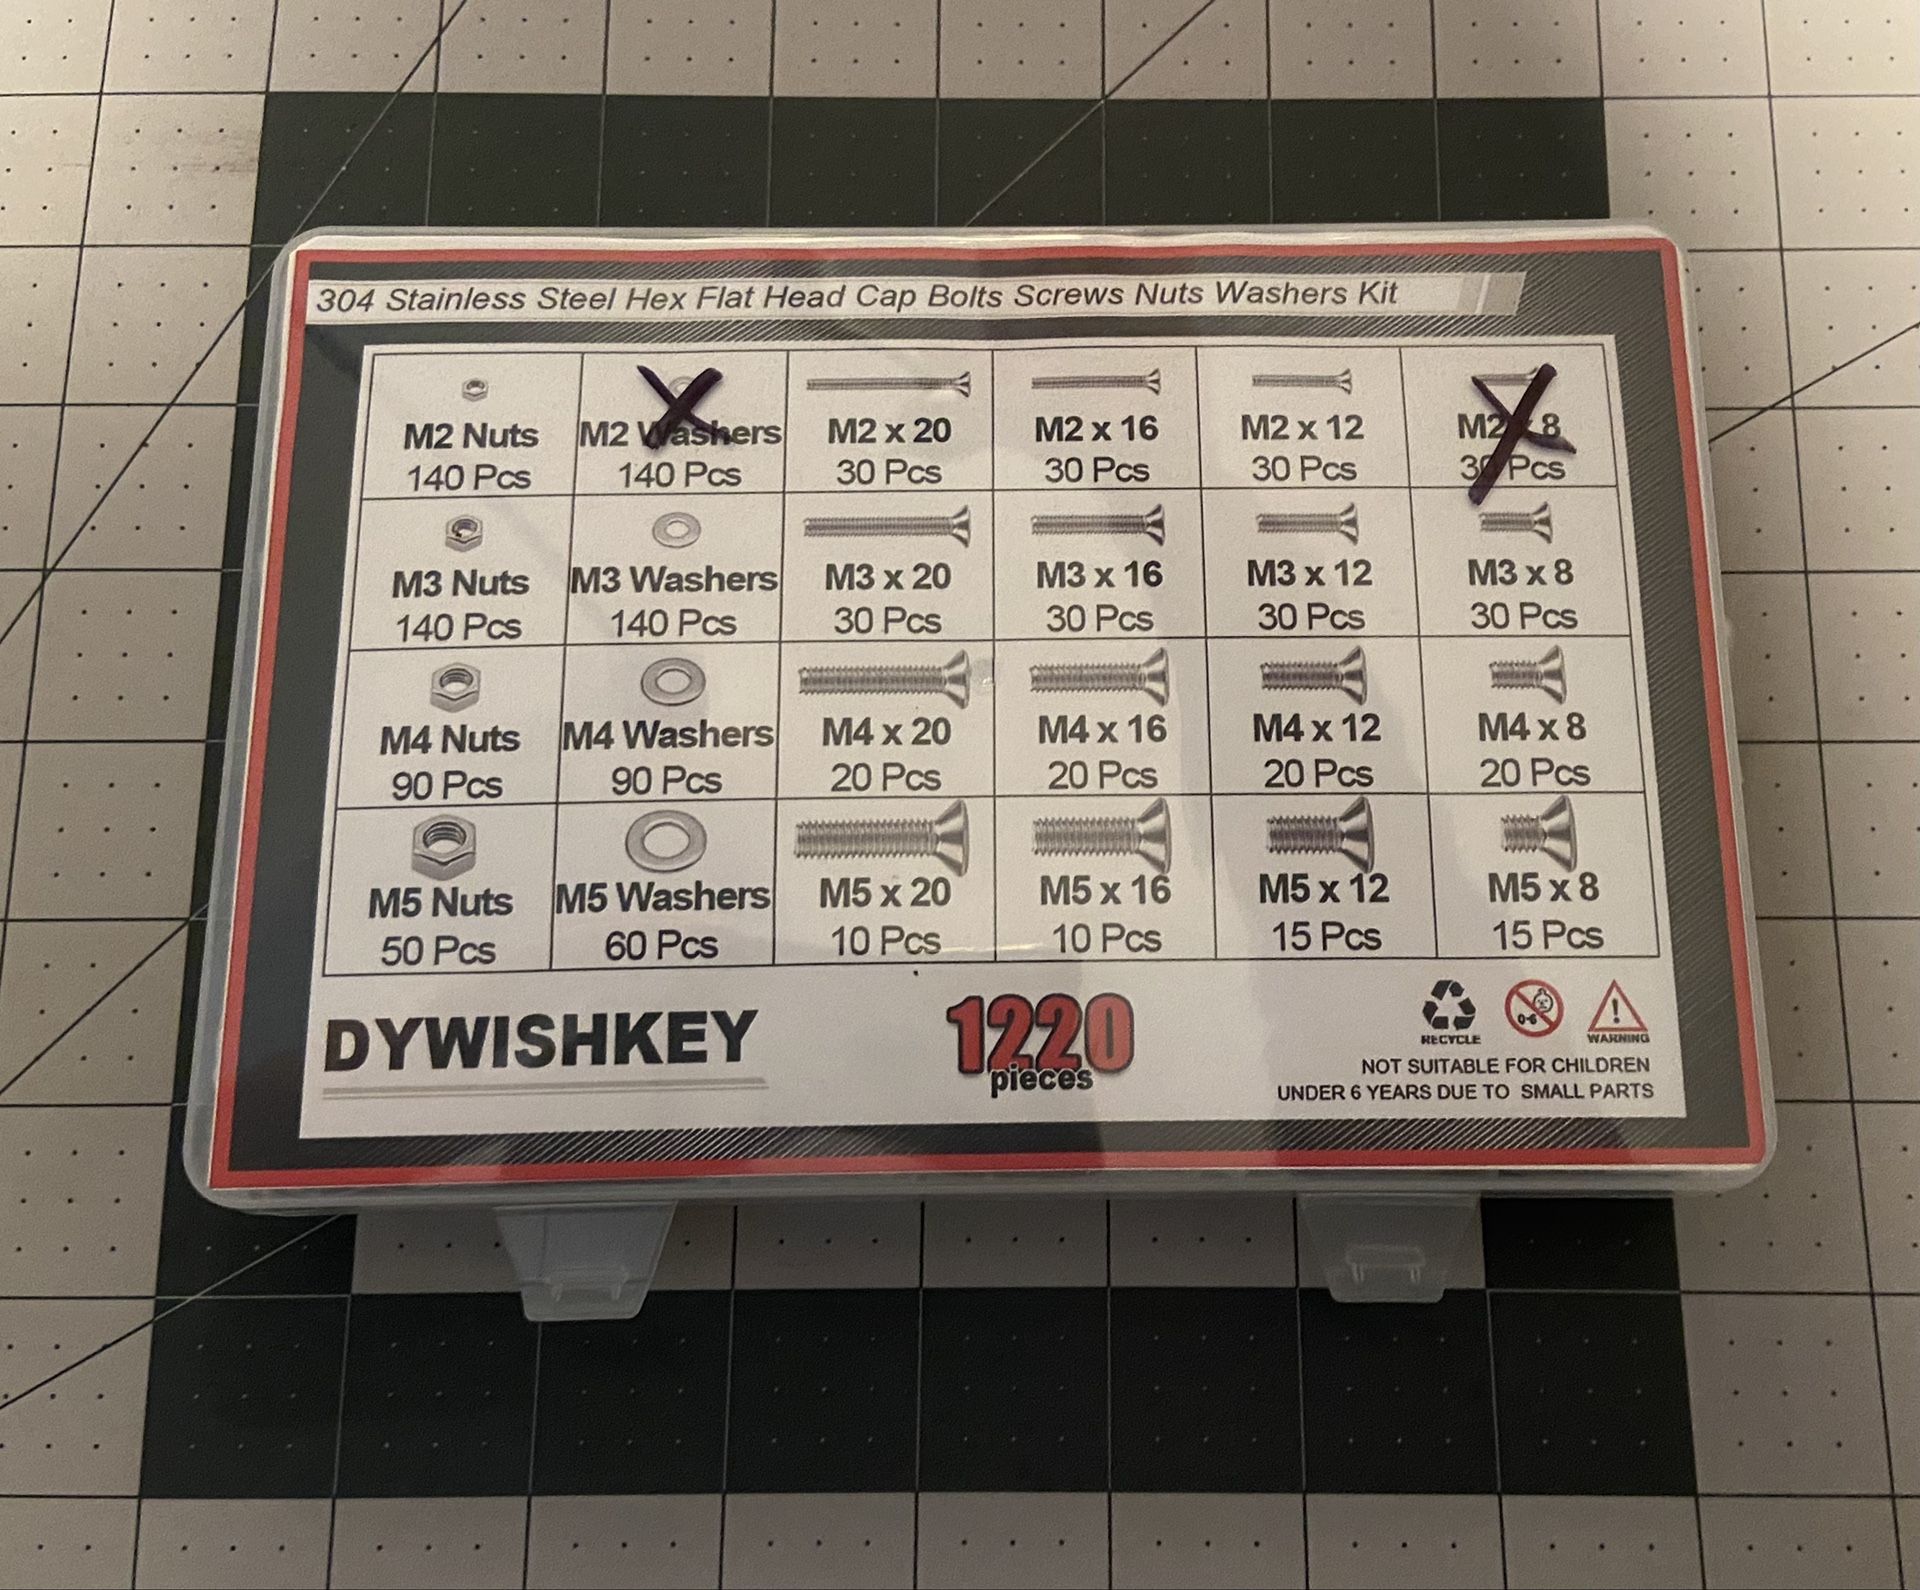 304 Stainless Steel Hex Flat Head Cap Bolts Screws Nuts Washers Kit
M2 Nuts M2 Washers M2 x 20 M2 x 16 M2 x 12 M2 x 8
140 Pcs 140 Pcs 30 Pcs 30 Pcs 30 Pcs 30 Pcs
M3 Nuts M3 Washers M3 x 20 M3 x 16 M3 x 12 M3 x 8
140 Pcs 140 Pcs 30 Pcs 30 Pcs 30 Pcs 30 Pcs
M4 Nuts M4 Washers M4 x 20 M4 x 16 M4 x 12 M4 x 8
90 Pcs 90 Pcs 20 Pcs 20 Pcs 20 Pcs 20 Pcs
M5 Nuts M5 Washers M5 x 20 M5 x 16 M5 x 12 M5 x 8
50 Pcs 60 Pcs 10 Pcs 10 Pcs 15 Pcs 15 Pcs
DYWISHKEY
1220
pieces
0-6
RECYCLE WARNING
NOT SUITABLE FOR CHILDREN
UNDER 6 YEARS DUE TO SMALL PARTS